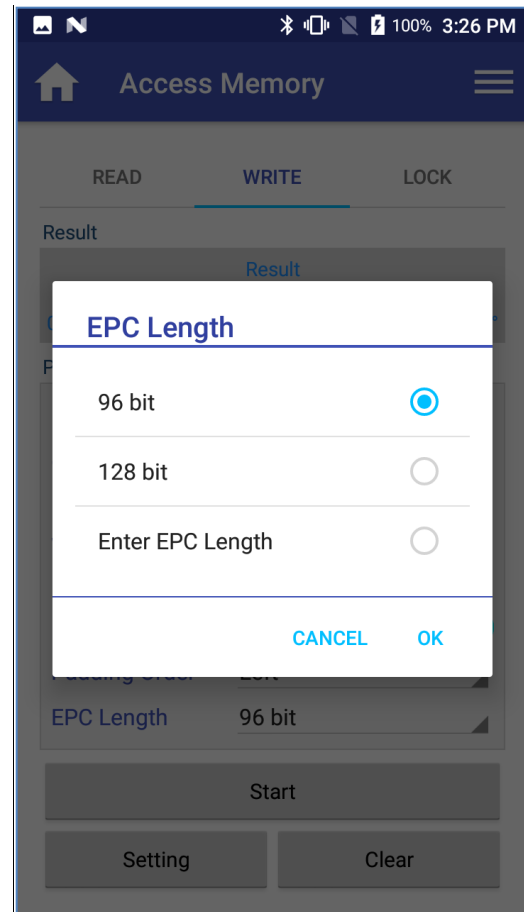 100% 3:26 PM
Access Memory
READ WRITE LOCK
Result
Result
EPC Length
96 bit
128 bit
Enter EPC Length
CANCEL OK
EPC Length 96 bit
Start
Setting Clear